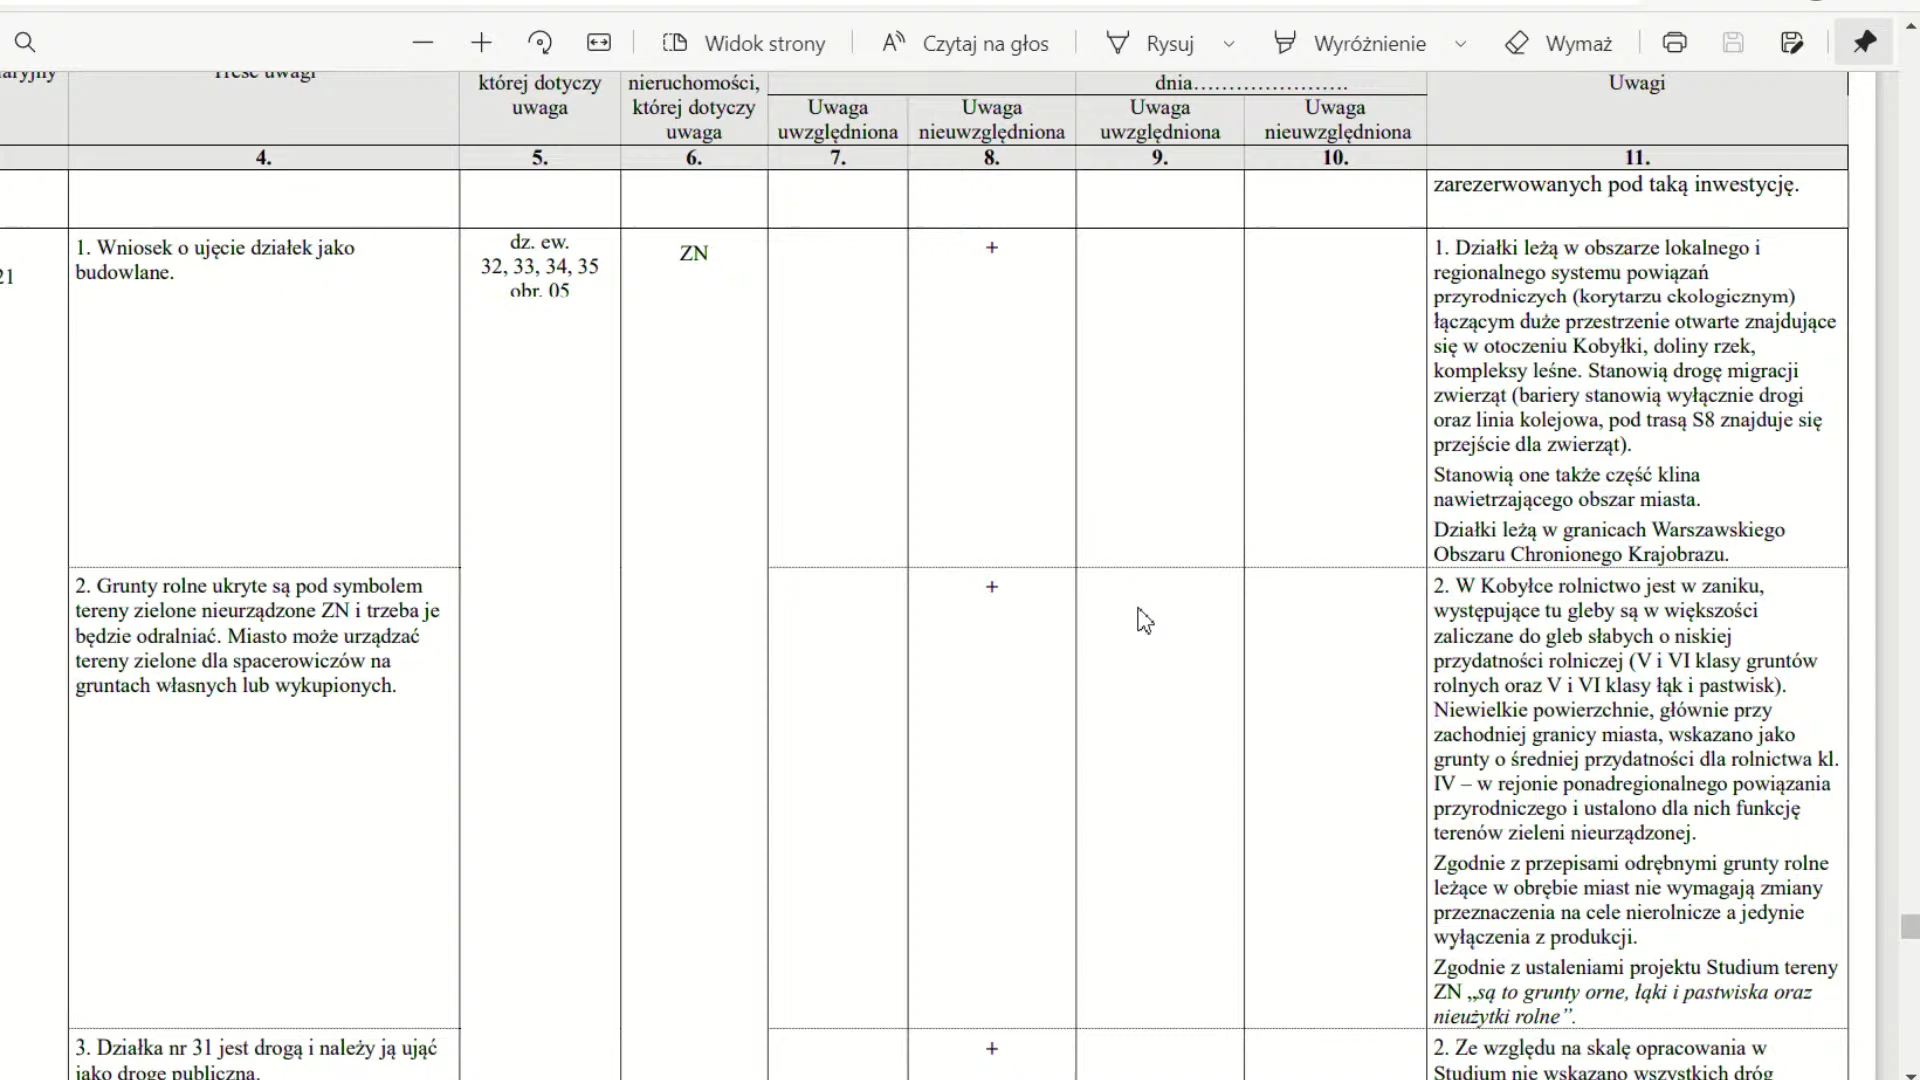 Widok strony
Czytaj na głos
Rysuj
Wyróżnienie
Wymaż
Treść uwagi
której dotyczy
uwaga
nieruchomości,
której dotyczy
uwaga
Uwaga
uwzględniona
Uwaga
nieuwzględniona
dnia…………………
Uwaga
uwzględniona
Uwaga
nieuwzględniona
Uwagi
4.
5.
6.
7.
8.
9.
10.
11.
zarezerwowanych pod taką inwestycję.
21
1. Wniosek o ujęcie działek jako
budowlane.
dz. ew.
32, 33, 34, 35
obr. 05
ZN
+
1. Działki leżą w obszarze lokalnego i
regionalnego systemu powiązań
przyrodniczych (korytarzu ekologicznym)
łączącym duże przestrzenie otwarte znajdujące
się w otoczeniu Kobyłki, doliny rzek,
kompleksy leśne. Stanowią drogę migracji
zwierząt (bariery stanowią wyłącznie drogi
oraz linia kolejowa, pod trasą S8 znajduje się
przejście dla zwierząt).
Stanowią one także część klina
nawietrzającego obszar miasta.
Działki leżą w granicach Warszawskiego
Obszaru Chronionego Krajobrazu.
2. Grunty rolne ukryte są pod symbolem
tereny zielone nieurządzone ZN i trzeba je
będzie odralniać. Miasto może urządzać
tereny zielone dla spacerowiczów na
gruntach własnych lub wykupionych.
+
2. W Kobyłce rolnictwo jest w zaniku,
występujące tu gleby są w większości
zaliczane do gleb słabych o niskiej
przydatności rolniczej (V i VI klasy gruntów
rolnych oraz V i VI klasy łąk i pastwisk).
Niewielkie powierzchnie, głównie przy
zachodniej granicy miasta, wskazano jako
grunty o średniej przydatności dla rolnictwa kl.
IV – w rejonie ponadregionalnego powiązania
przyrodniczego i ustalono dla nich funkcję
terenów zieleni nieurządzonej.
Zgodnie z przepisami odrębnymi grunty rolne
leżące w obrębie miast nie wymagają zmiany
przeznaczenia na cele nierolnicze a jedynie
wyłączenia z produkcji.
Zgodnie z ustaleniami projektu Studium tereny
ZN „są to grunty orne, łąki i pastwiska oraz
nieużytki rolne”.
3. Działka nr 31 jest drogą i należy ją ująć
jako drogę publiczną.
+
2. Ze względu na skalę opracowania w
Studium nie wskazano wszystkich dróg